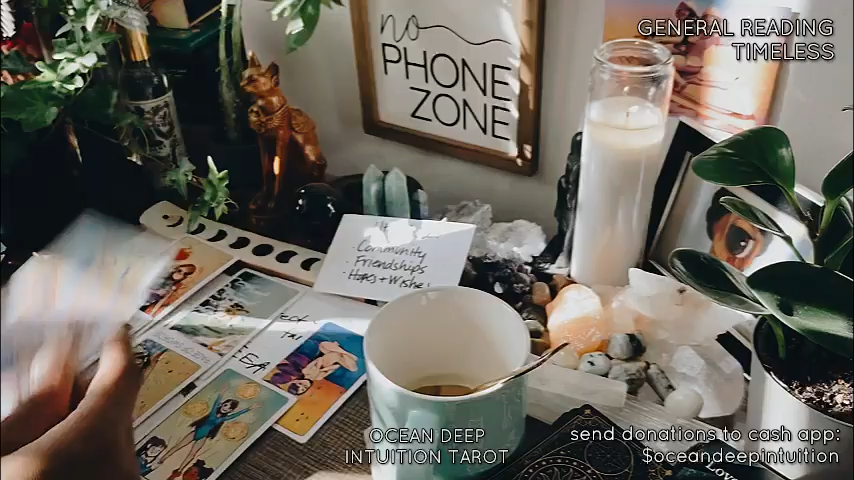 GENERAL READING
TIMELESS
no
PHONE
ZONE
· Community
· Friendships
· Hopes + Wishes
OCEAN DEEP
INTUITION TAROT
send donations to cash app:
$oceandeepintuition
Love